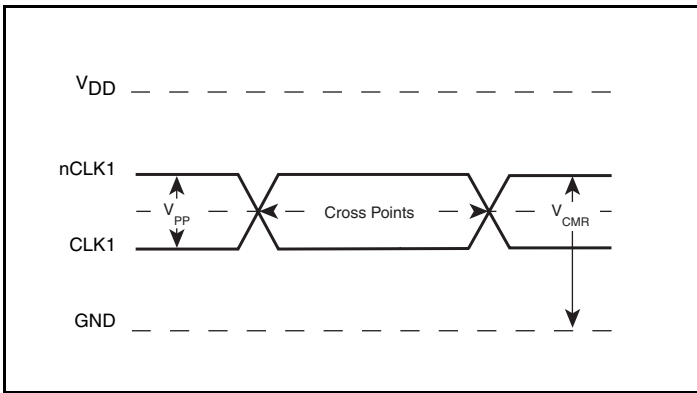 VDD
nCLK1
VPP
Cross Points
VCMR
CLK1
GND